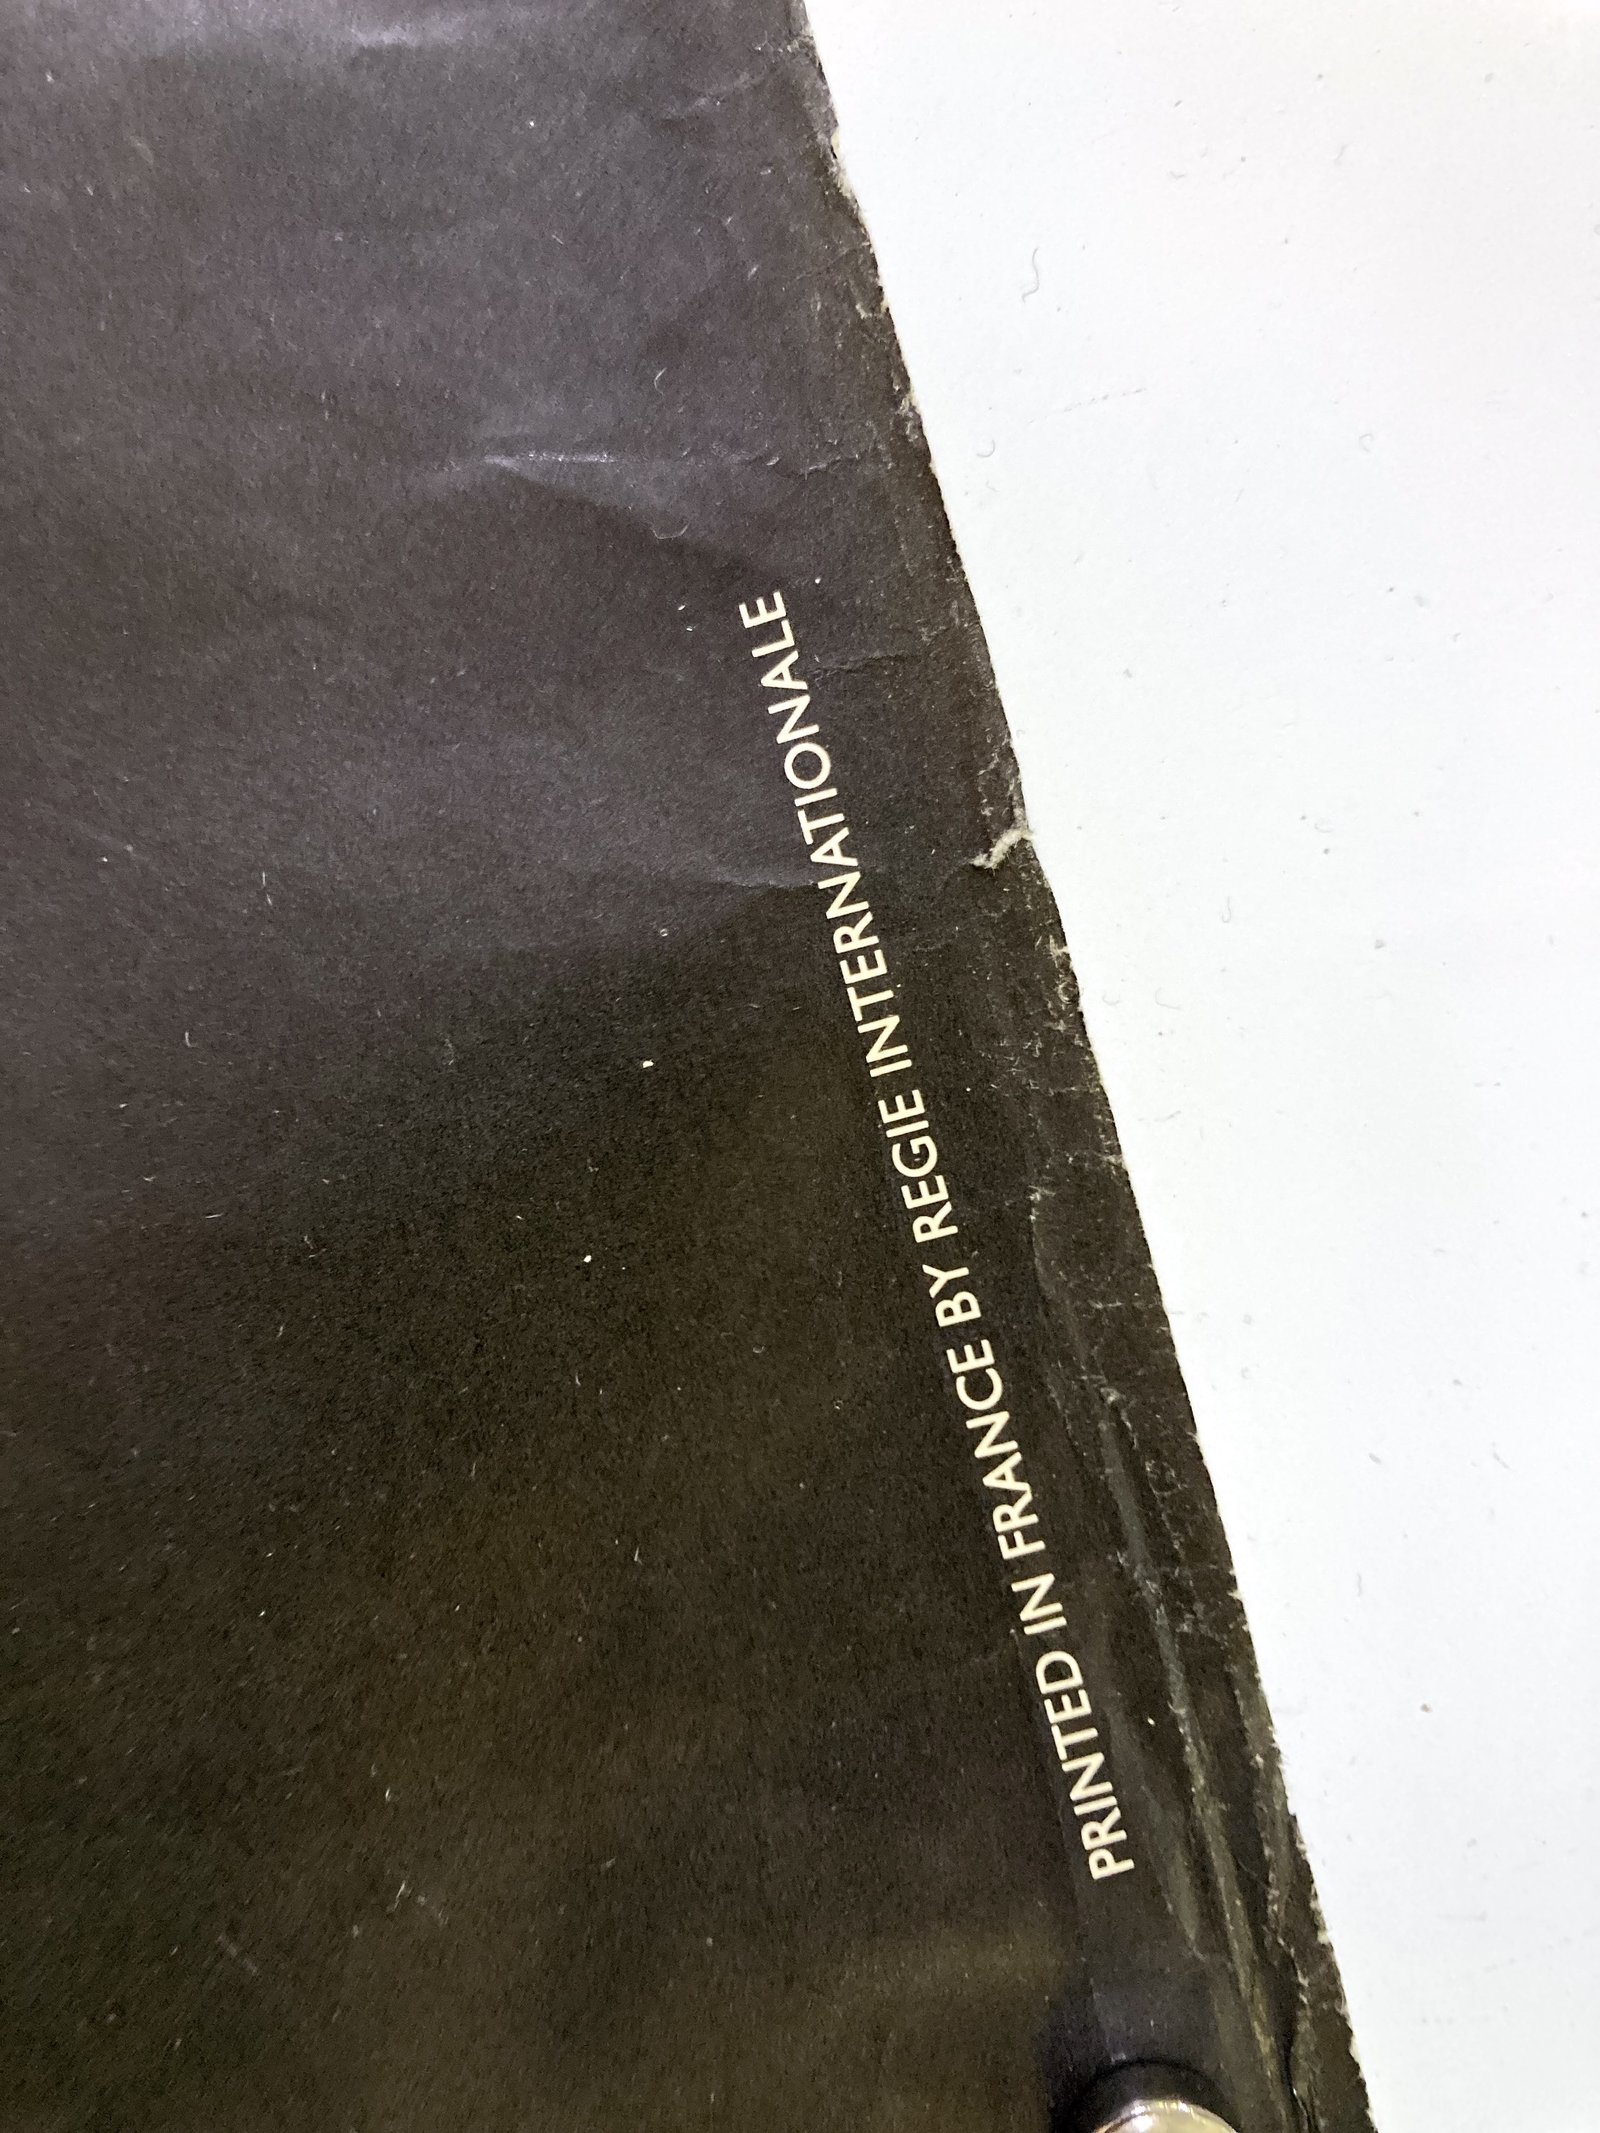 PRINTED IN FRANCE BY REGIE INTERNATIONALE